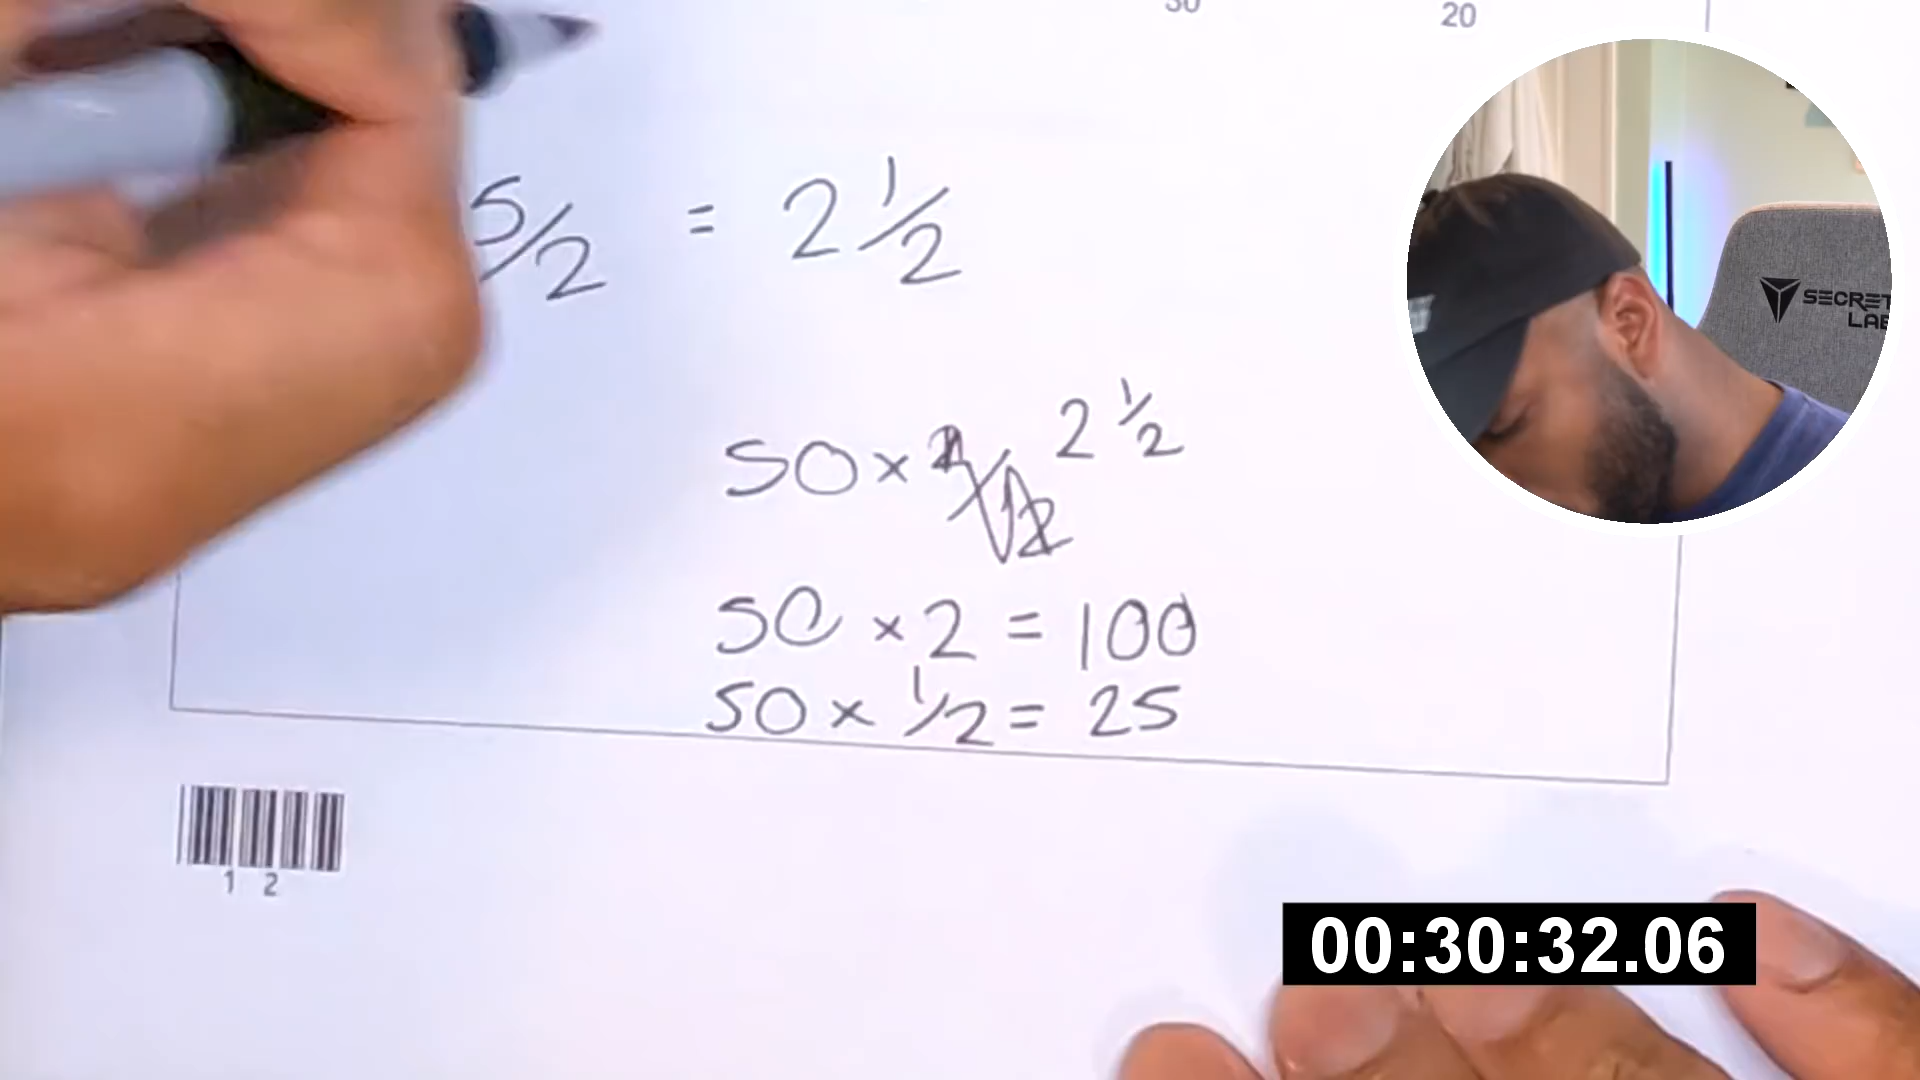 20
5/2 = 2 1/2
SECRET
LAB
2 1/2
50 ×
50 × 2 = 100
50 × 1/2 = 25
1 2
00:30:32.06